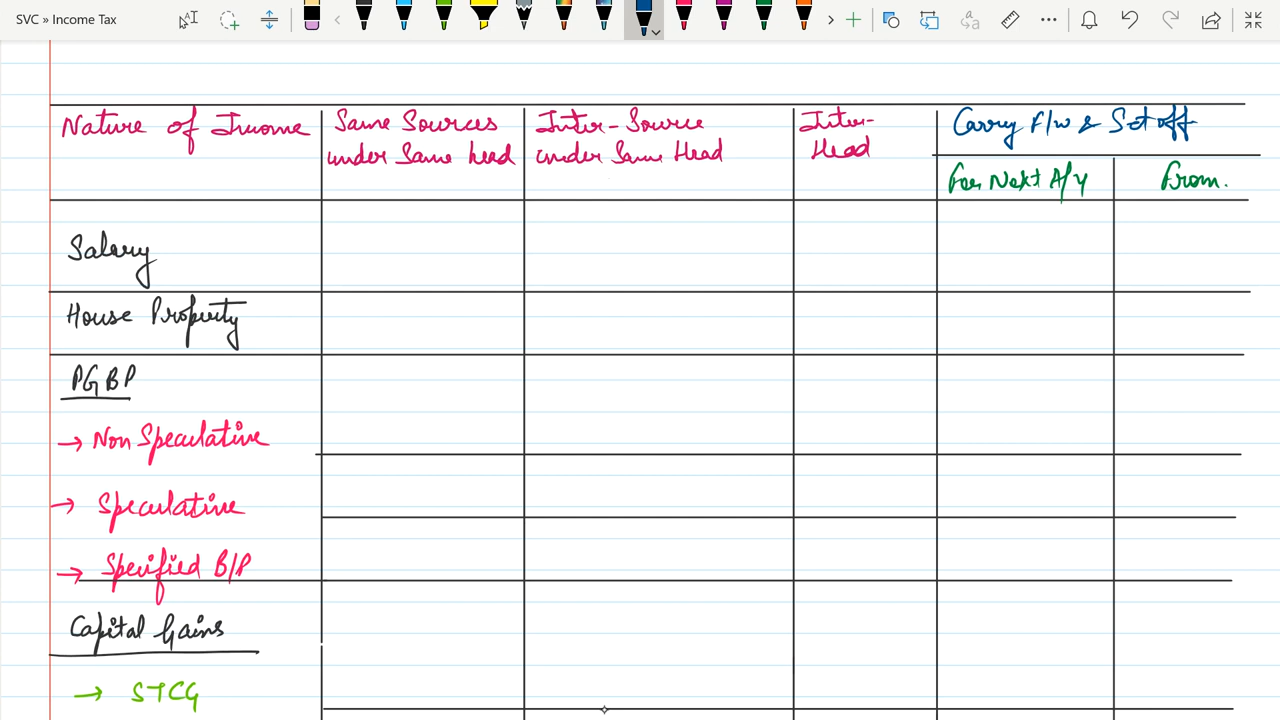 SVC » Income Tax
Nature of Income
Same Sources
under Same head
Inter-Source
under Same Head
Inter-
Head
Carry F/w & Set off
For Next A/Y
From.
Salary
House Property
PGBP
→ Non Speculative
→ Speculative
→ Specified B/P
Capital Gains
→ STCG